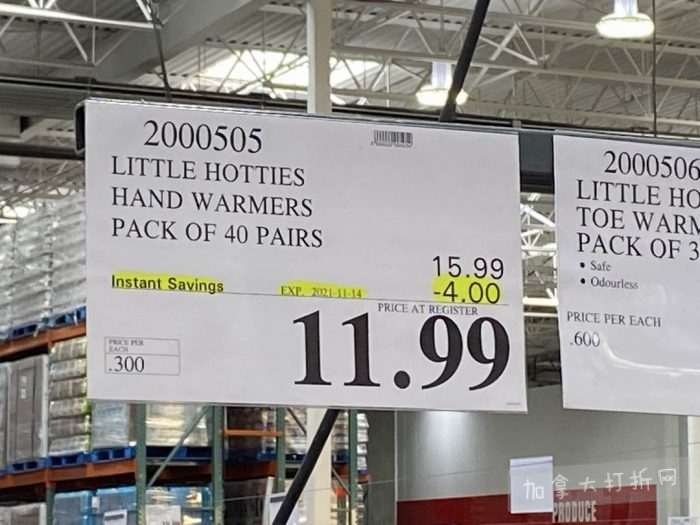 2000505
LITTLE HOTTIES
HAND WARMERS
PACK OF 40 PAIRS
15.99
Instant Savings
EXP. 2021-11-14
-4.00
PRICE AT REGISTER
11.99
PRICE PER
EACH
.300
2000506
LITTLE HO
TOE WARM
PACK OF 3
• Safe
• Odourless
PRICE PER EACH
.600
加拿大打折网
PRODUCE